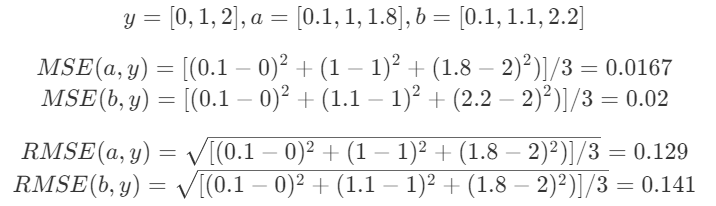 y = [0, 1, 2], a = [0.1, 1, 1.8], b = [0.1, 1.1, 2.2]
MSE(a, y) = [(0.1 − 0)² + (1 − 1)² + (1.8 − 2)²)]/3 = 0.0167
MSE(b, y) = [(0.1 − 0)² + (1.1 − 1)² + (2.2 − 2)²)]/3 = 0.02
RMSE(a, y) = √[(0.1 − 0)² + (1 − 1)² + (1.8 − 2)²)]/3 = 0.129
RMSE(b, y) = √[(0.1 − 0)² + (1.1 − 1)² + (1.8 − 2)²)]/3 = 0.141